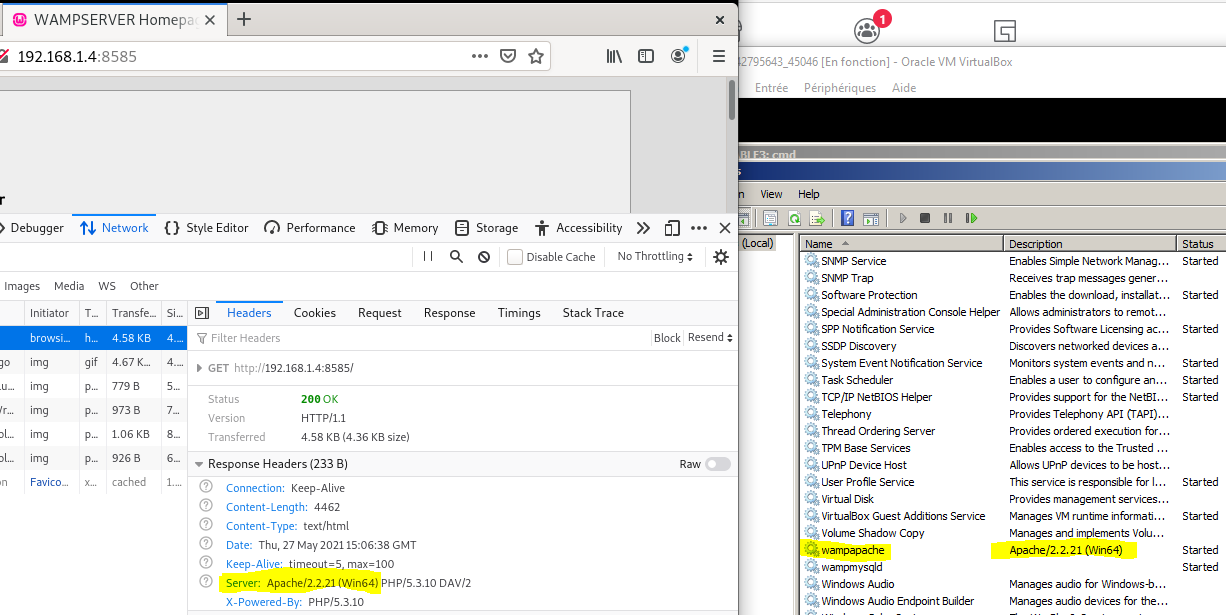 WAMPSERVER Homepa
192.168.1.4:8585
r
Debugger Network Style Editor Performance Memory Storage Accessibility
Disable Cache No Throttling
Images Media WS Other
Initiator T... Transfe... Si...
browsi... h... 4.58 KB 4....
go img gif 4.67 K... 4....
u... img p... 779 B 5...
Vr... img p... 973 B 7...
ol... img p... 1.06 KB 8...
ol... img p... 926 B 6...
on Favico... x... cached 1....
Headers Cookies Request Response Timings Stack Trace
Filter Headers Block Resend
GET http://192.168.1.4:8585/
Status 200 OK
Version HTTP/1.1
Transferred 4.58 KB (4.36 KB size)
Response Headers (233 B) Raw
Connection: Keep-Alive
Content-Length: 4462
Content-Type: text/html
Date: Thu, 27 May 2021 15:06:38 GMT
Keep-Alive: timeout=5, max=100
Server: Apache/2.2.21 (Win64) PHP/5.3.10 DAV/2
X-Powered-By: PHP/5.3.10
1
42795643_45046 [En fonction] - Oracle VM VirtualBox
Entrée Périphériques Aide
BLE3: cmd
s
n View Help
(Local)
Name Description Status
SNMP Service Enables Simple Network Manag... Started
SNMP Trap Receives trap messages gener...
Software Protection Enables the download, installat... Started
Special Administration Console Helper Allows administrators to remot...
SPP Notification Service Provides Software Licensing ac... Started
SSDP Discovery Discovers networked devices a...
System Event Notification Service Monitors system events and n... Started
Task Scheduler Enables a user to configure an... Started
TCP/IP NetBIOS Helper Provides support for the NetBI... Started
Telephony Provides Telephony API (TAPI)...
Thread Ordering Server Provides ordered execution for...
TPM Base Services Enables access to the Trusted ...
UPnP Device Host Allows UPnP devices to be host...
User Profile Service This service is responsible for l... Started
Virtual Disk Provides management services...
VirtualBox Guest Additions Service Manages VM runtime informati... Started
Volume Shadow Copy Manages and implements Volu...
wampapache Apache/2.2.21 (Win64) Started
wampmysqld Started
Windows Audio Manages audio for Windows-b...
Windows Audio Endpoint Builder Manages audio devices for the...